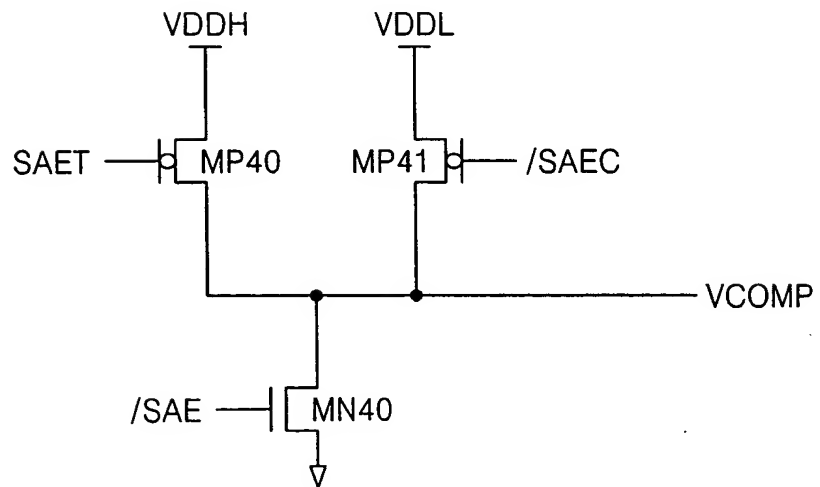 VDDH VDDL
SAET MP40 MP41 /SAEC
VCOMP
/SAE MN40